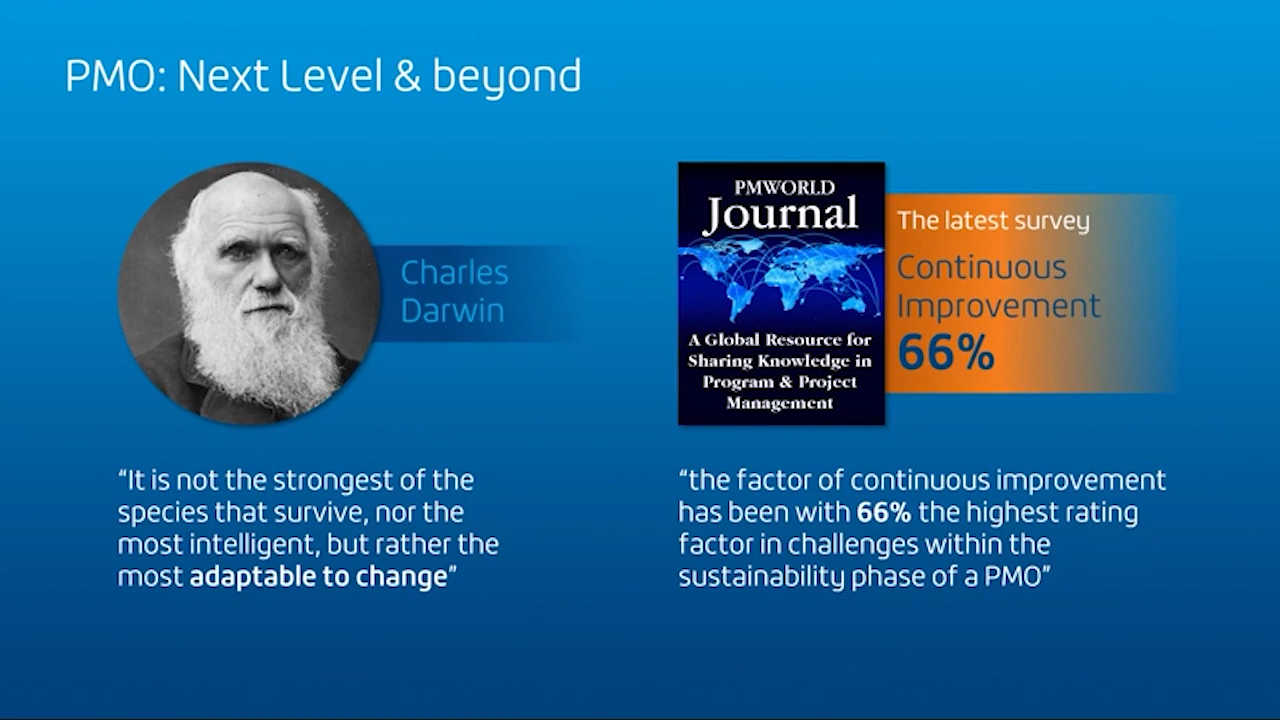 PMO: Next Level & beyond
Charles
Darwin
“It is not the strongest of the
species that survive, nor the
most intelligent, but rather the
most adaptable to change”
PMWORLD
Journal
A Global Resource for
Sharing Knowledge in
Program & Project
Management
The latest survey
Continuous
Improvement
66%
“the factor of continuous improvement
has been with 66% the highest rating
factor in challenges within the
sustainability phase of a PMO”